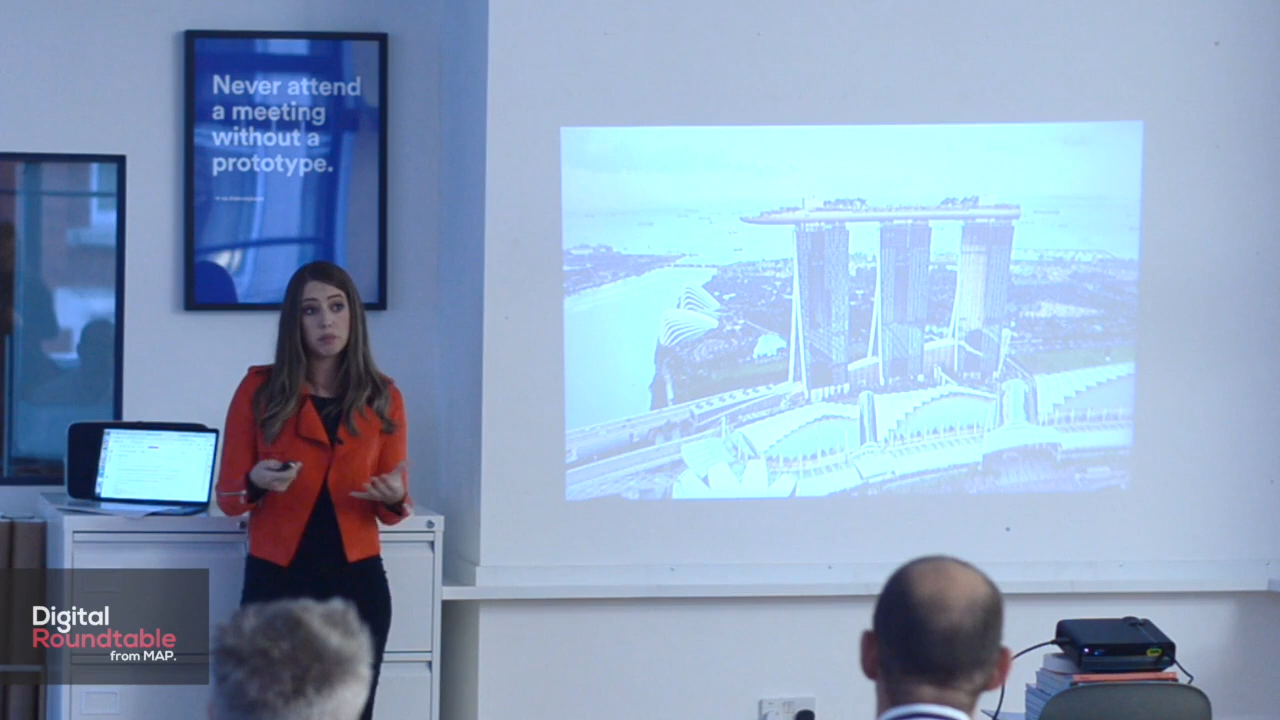 Never attend
a meeting
without a
prototype.
Digital
Roundtable
from MAP.